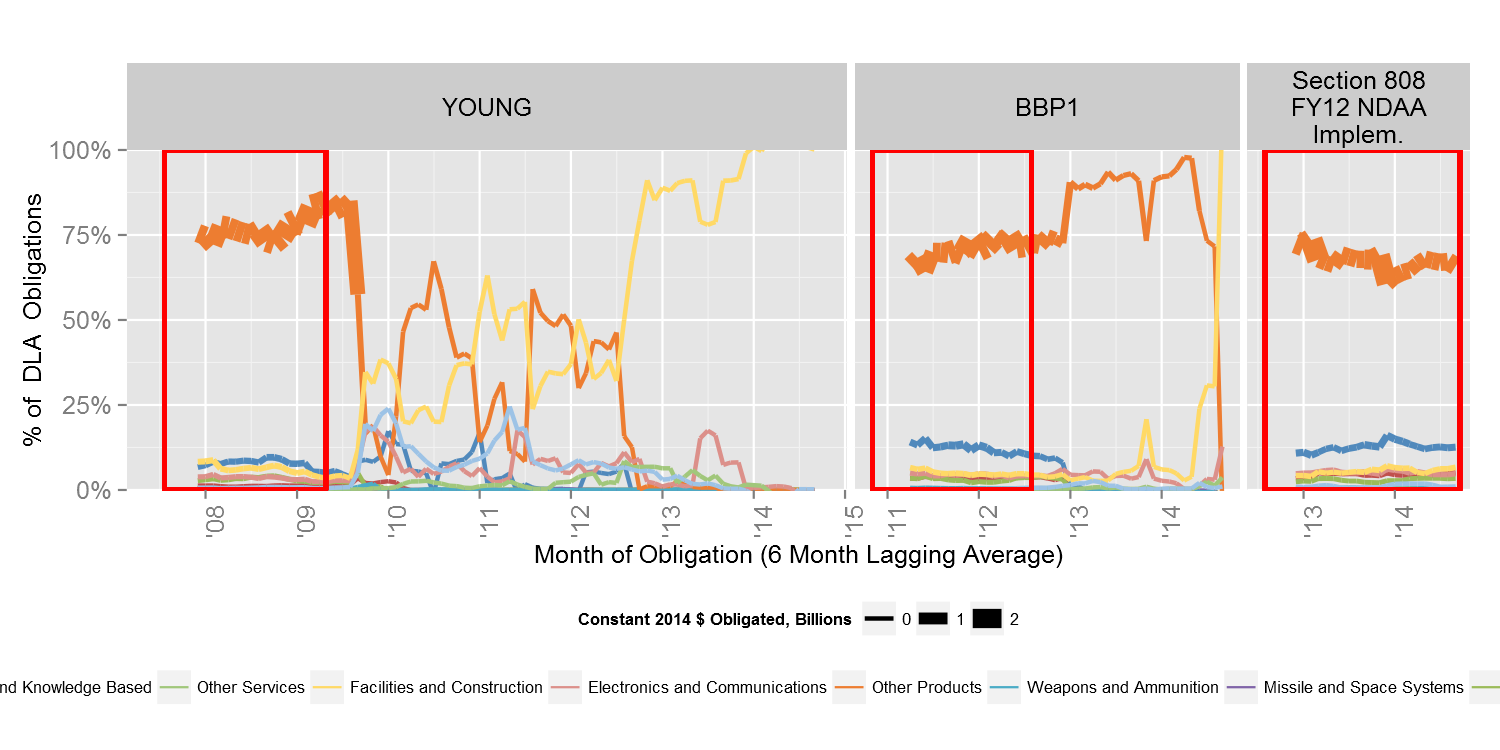 YOUNG
BBP1
Section 808
FY12 NDAA
Implem.
100%
75%
50%
25%
0%
% of  DLA  Obligations
'08
'09
'10
'11
'12
'13
'14
'15
'11
'12
'13
'14
'13
'14
Month of Obligation (6 Month Lagging Average)
Constant 2014 $ Obligated, Billions 0 1 2
nd Knowledge Based Other Services Facilities and Construction Electronics and Communications Other Products Weapons and Ammunition Missile and Space Systems